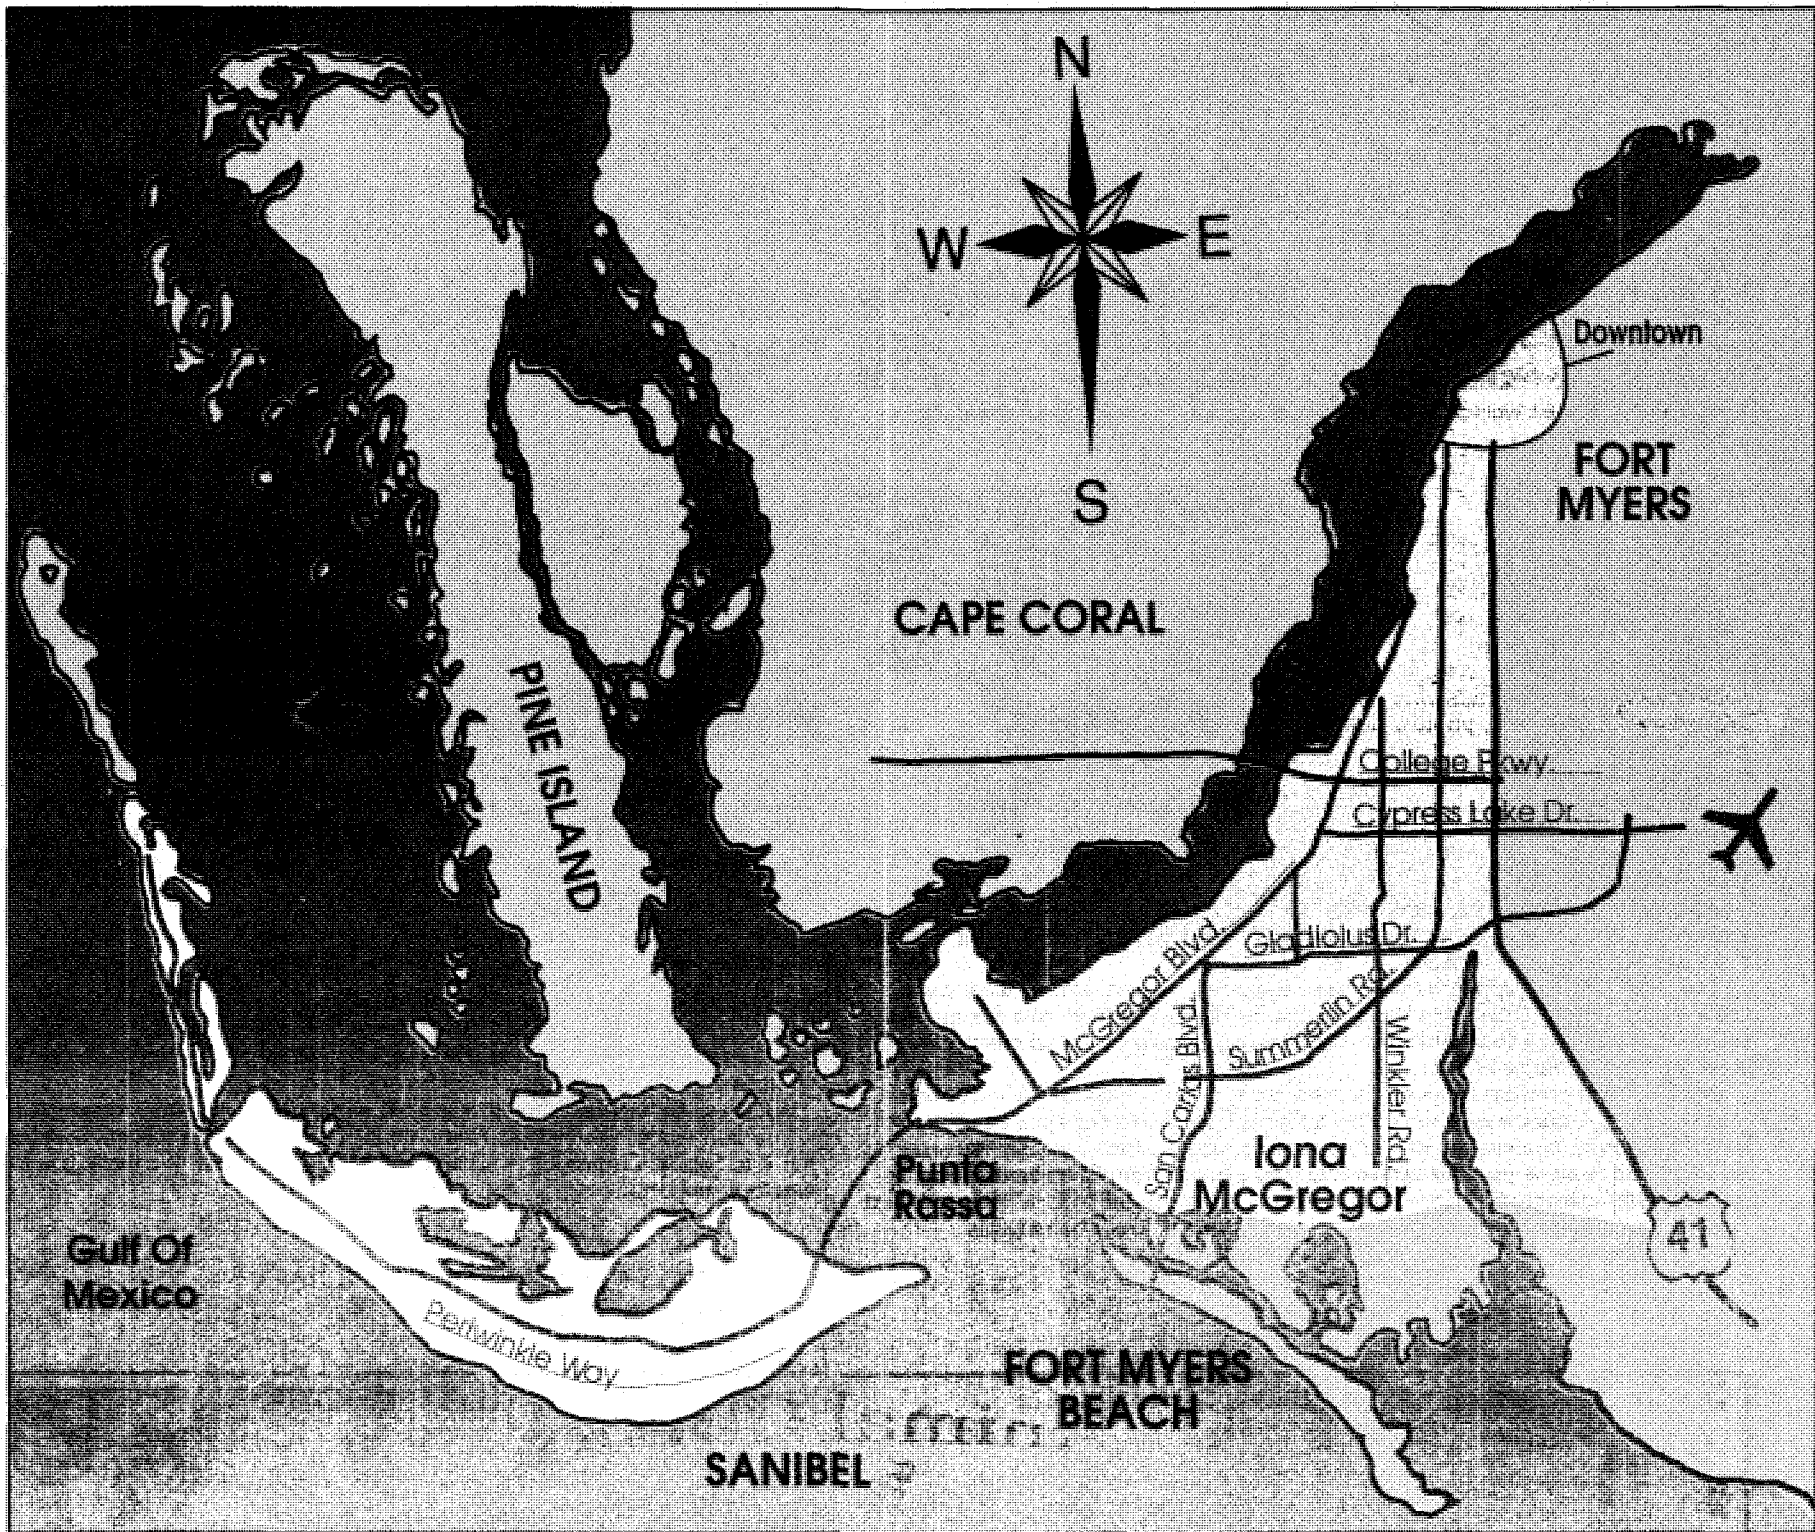 N
W
E
S
Downtown
FORT
MYERS
CAPE CORAL
PINE ISLAND
College Pkwy.
Cypress Lake Dr.
McGregor Blvd.
Gladiolus Dr.
Summerlin Rd.
San Carlos Blvd.
Winkler Rd.
Punta
Rassa
Iona
McGregor
41
Gulf Of
Mexico
Periwinkle Way
FORT MYERS
BEACH
SANIBEL